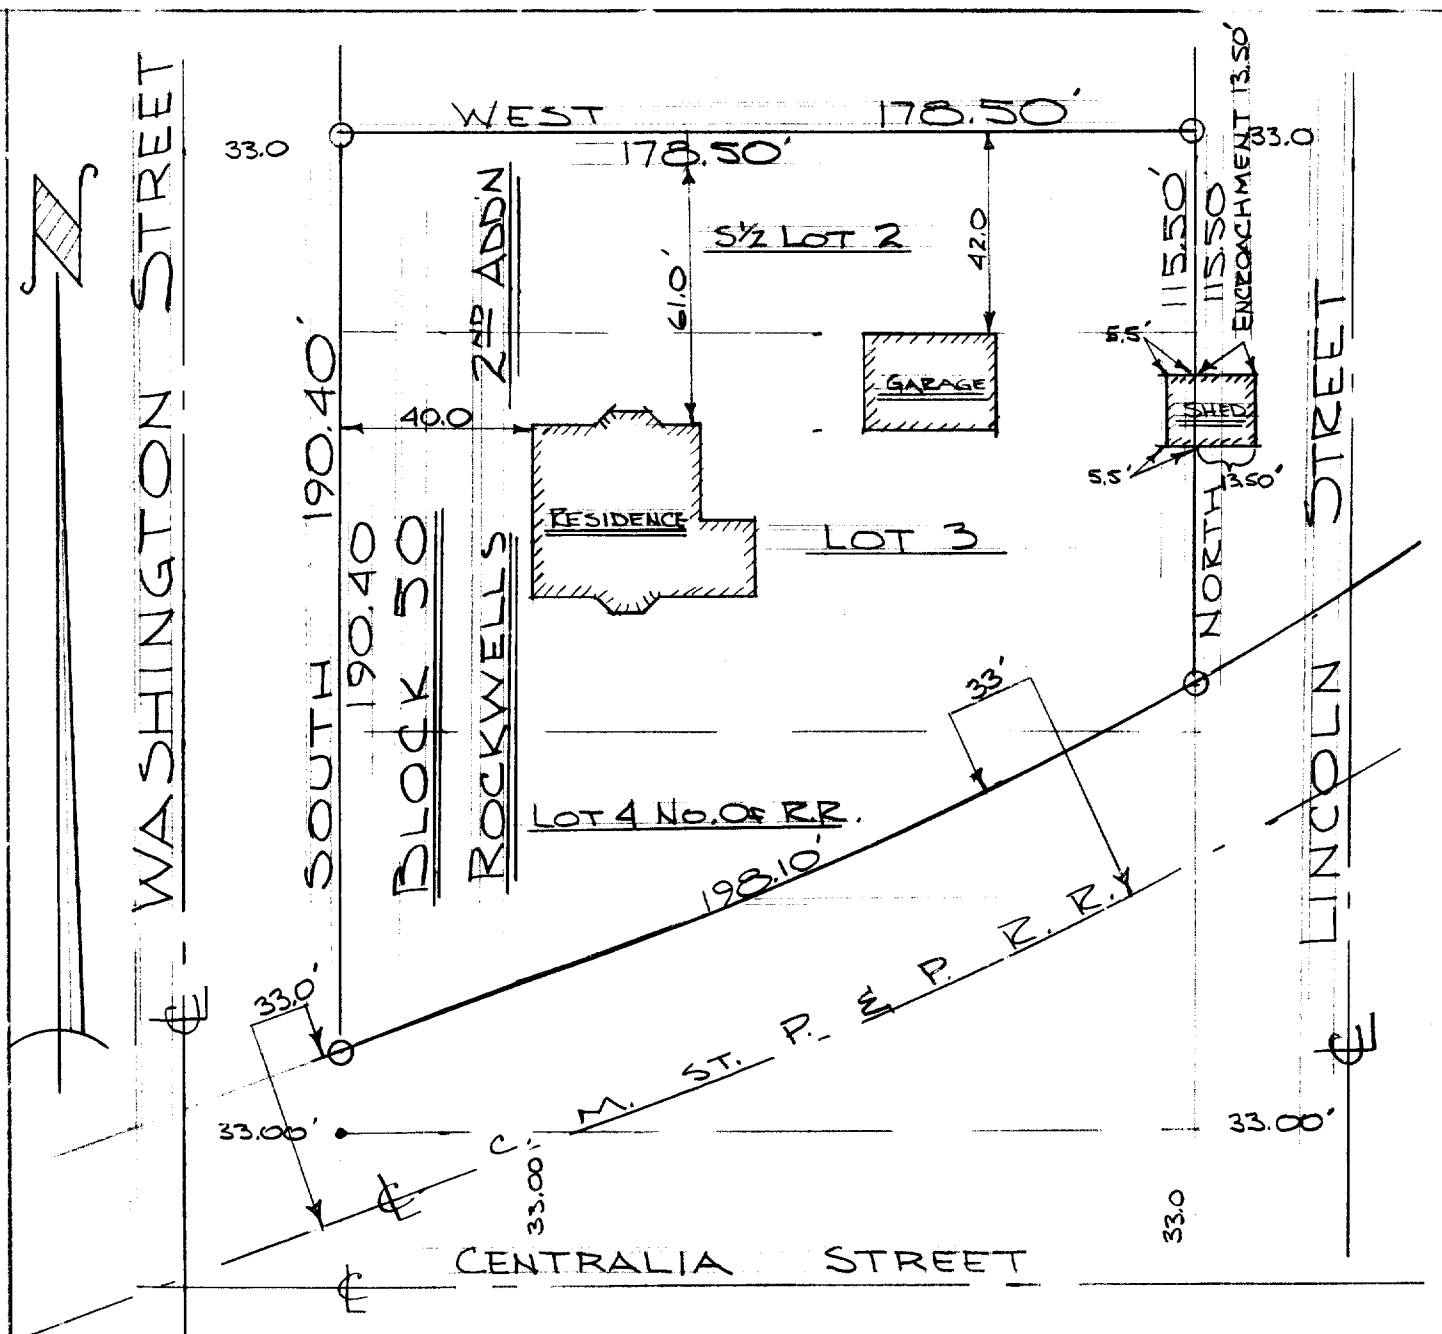 WEST 178.50'
178.50'
33.0
33.0
WASHINGTON STREET
190.40'
190.40
SOUTH
BLOCK 50
ROCKWELLS 2ND ADDN
S½ LOT 2
61.0'
42.0
40.0
115.50'
115.50
ENCROACHMENT 13.50'
5.5'
GARAGE
SHED
5.5'
13.50'
RESIDENCE
LOT 3
NORTH
LINCOLN STREET
33'
LOT 4 NO. OF R.R.
198.10'
33.0'
C. M. ST. P. & P. R. R.
33.00'
33.00'
33.00'
33.0
℄
℄
℄
℄
CENTRALIA STREET